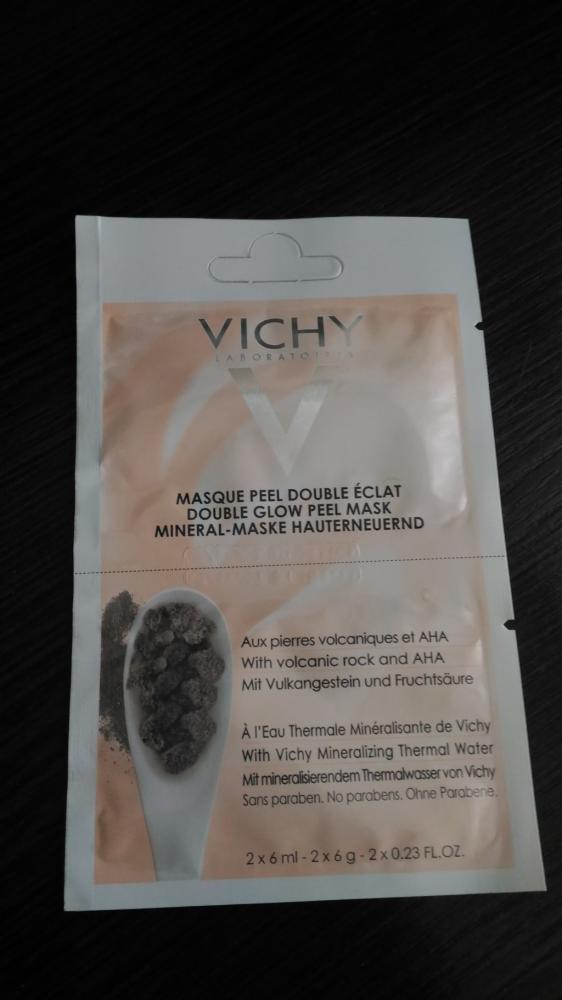 VICHY
LABORATOIRES
V
MASQUE PEEL DOUBLE ÉCLAT
DOUBLE GLOW PEEL MASK
MINERAL-MASKE HAUTERNEUERND
Aux pierres volcaniques et AHA
With volcanic rock and AHA
Mit Vulkangestein und Fruchtsäure
À l'Eau Thermale Minéralisante de Vichy
With Vichy Mineralizing Thermal Water
Mit mineralisierendem Thermalwasser von Vichy
Sans paraben. No parabens. Ohne Parabene.
2 x 6 ml - 2 x 6 g - 2 x 0.23 FL.OZ.